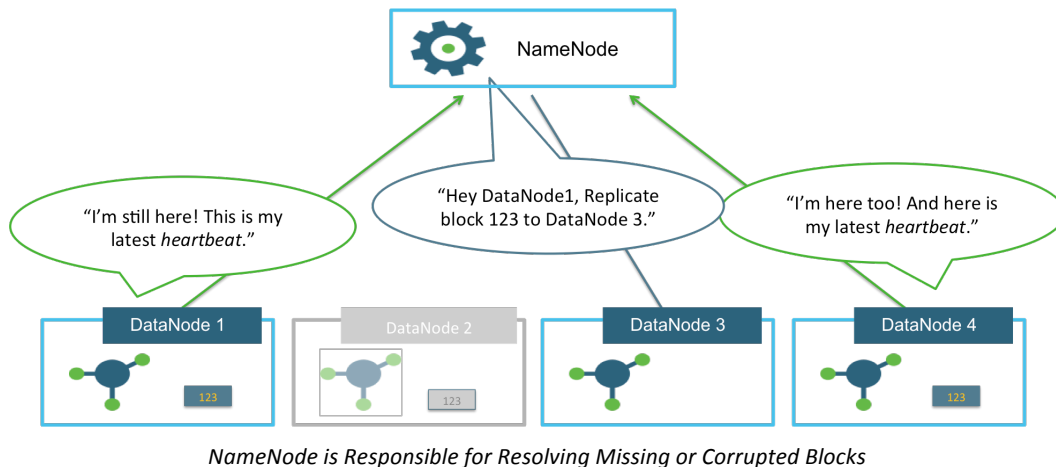 NameNode
“Hey DataNode1, Replicate
block 123 to DataNode 3.”
“I’m still here! This is my
latest heartbeat.”
“I’m here too! And here is
my latest heartbeat.”
DataNode 1
DataNode 2
DataNode 3
DataNode 4
123
123
123
NameNode is Responsible for Resolving Missing or Corrupted Blocks